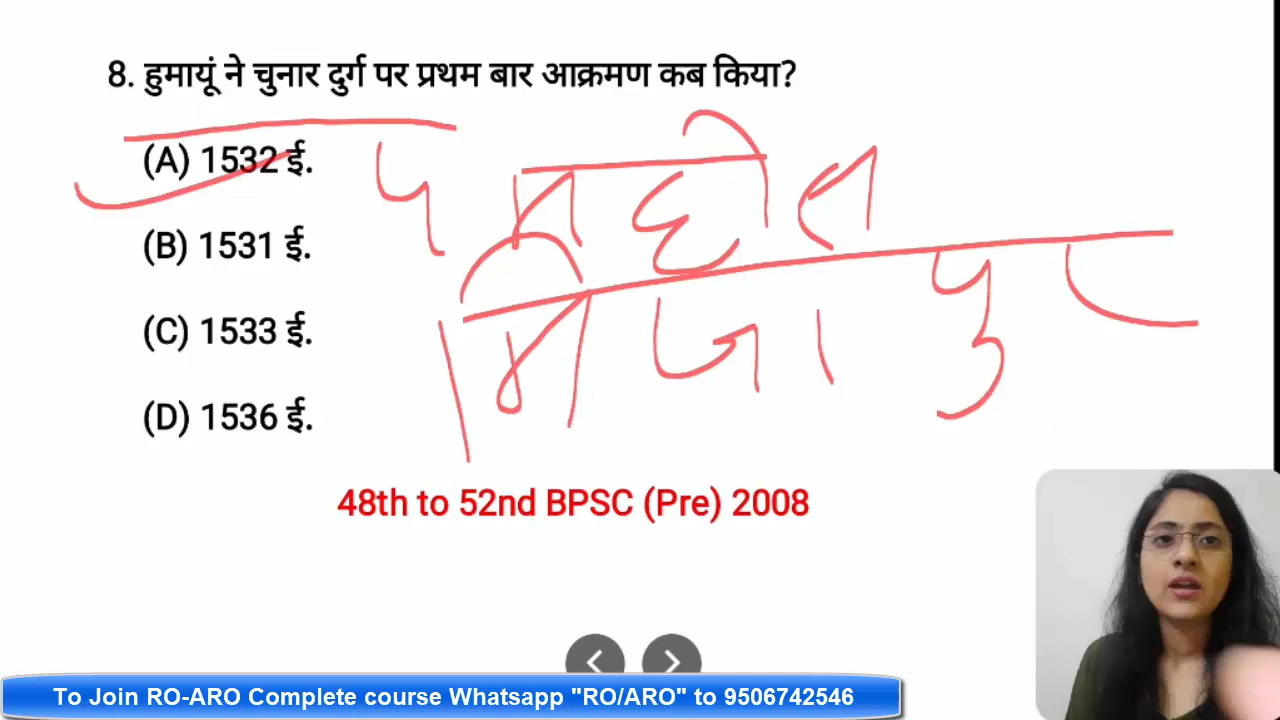 8. हुमायूं ने चुनार दुर्ग पर प्रथम बार आक्रमण कब किया?
(A) 1532 ई.
(B) 1531 ई.
(C) 1533 ई.
(D) 1536 ई.
48th to 52nd BPSC (Pre) 2008
To Join RO-ARO Complete course Whatsapp "RO/ARO" to 9506742546